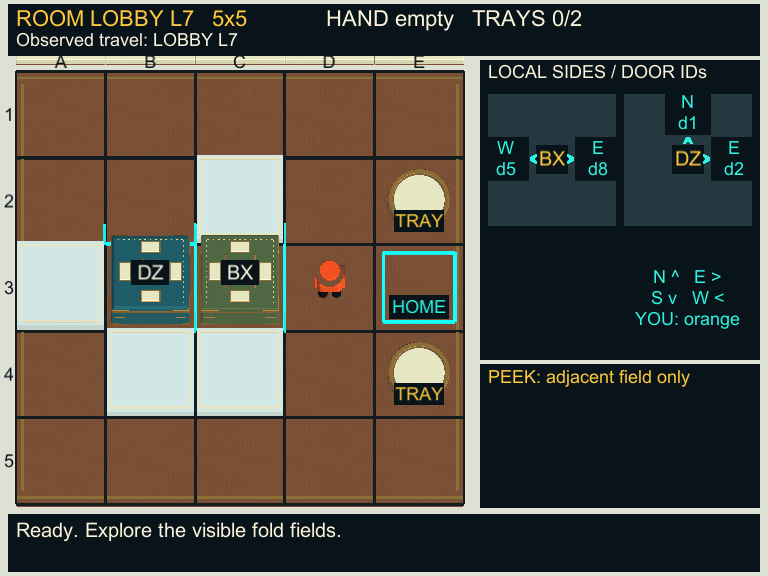 ROOM LOBBY L7 5x5 HAND empty TRAYS 0/2
Observed travel: LOBBY L7
A B C D E
LOCAL SIDES / DOOR IDs
N
d1
W
d5
BX
E
d8
DZ
E
d2
1
2
TRAY
3
DZ
BX
HOME
N ^ E >
S v W <
YOU: orange
4
TRAY
PEEK: adjacent field only
5
Ready. Explore the visible fold fields.